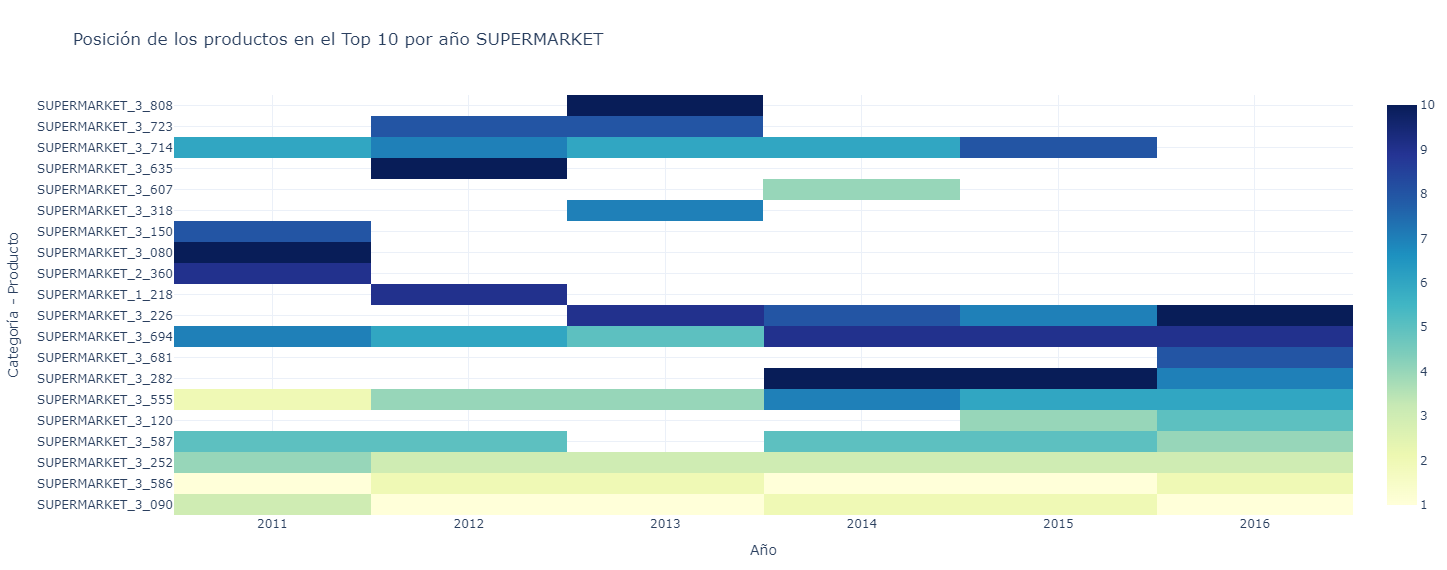 Posición de los productos en el Top 10 por año SUPERMARKET
Categoría - Producto
SUPERMARKET_3_808
SUPERMARKET_3_723
SUPERMARKET_3_714
SUPERMARKET_3_635
SUPERMARKET_3_607
SUPERMARKET_3_318
SUPERMARKET_3_150
SUPERMARKET_3_080
SUPERMARKET_2_360
SUPERMARKET_1_218
SUPERMARKET_3_226
SUPERMARKET_3_694
SUPERMARKET_3_681
SUPERMARKET_3_282
SUPERMARKET_3_555
SUPERMARKET_3_120
SUPERMARKET_3_587
SUPERMARKET_3_252
SUPERMARKET_3_586
SUPERMARKET_3_090
2011 2012 2013 2014 2015 2016
Año
10
9
8
7
6
5
4
3
2
1